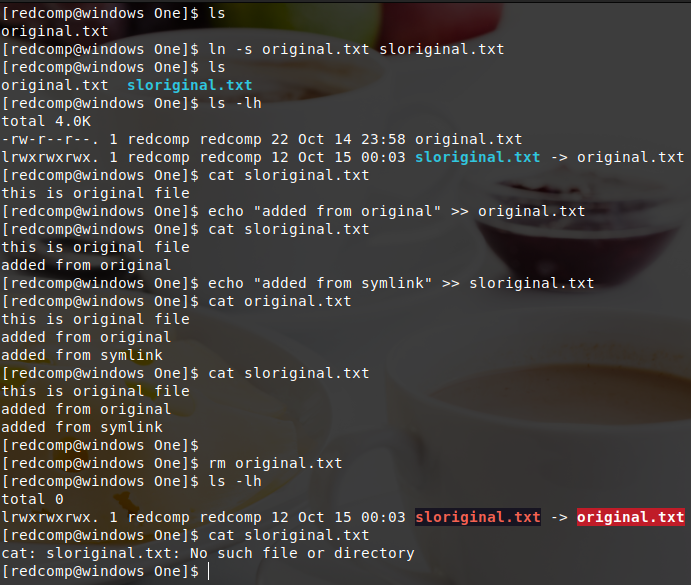 [redcomp@windows One]$ ls
original.txt
[redcomp@windows One]$ ln -s original.txt sloriginal.txt
[redcomp@windows One]$ ls
original.txt  sloriginal.txt
[redcomp@windows One]$ ls -lh
total 4.0K
-rw-r--r--. 1 redcomp redcomp 22 Oct 14 23:58 original.txt
lrwxrwxrwx. 1 redcomp redcomp 12 Oct 15 00:03 sloriginal.txt -> original.txt
[redcomp@windows One]$ cat sloriginal.txt
this is original file
[redcomp@windows One]$ echo "added from original" >> original.txt
[redcomp@windows One]$ cat sloriginal.txt
this is original file
added from original
[redcomp@windows One]$ echo "added from symlink" >> sloriginal.txt
[redcomp@windows One]$ cat original.txt
this is original file
added from original
added from symlink
[redcomp@windows One]$ cat sloriginal.txt
this is original file
added from original
added from symlink
[redcomp@windows One]$
[redcomp@windows One]$ rm original.txt
[redcomp@windows One]$ ls -lh
total 0
lrwxrwxrwx. 1 redcomp redcomp 12 Oct 15 00:03 sloriginal.txt -> original.txt
[redcomp@windows One]$ cat sloriginal.txt
cat: sloriginal.txt: No such file or directory
[redcomp@windows One]$